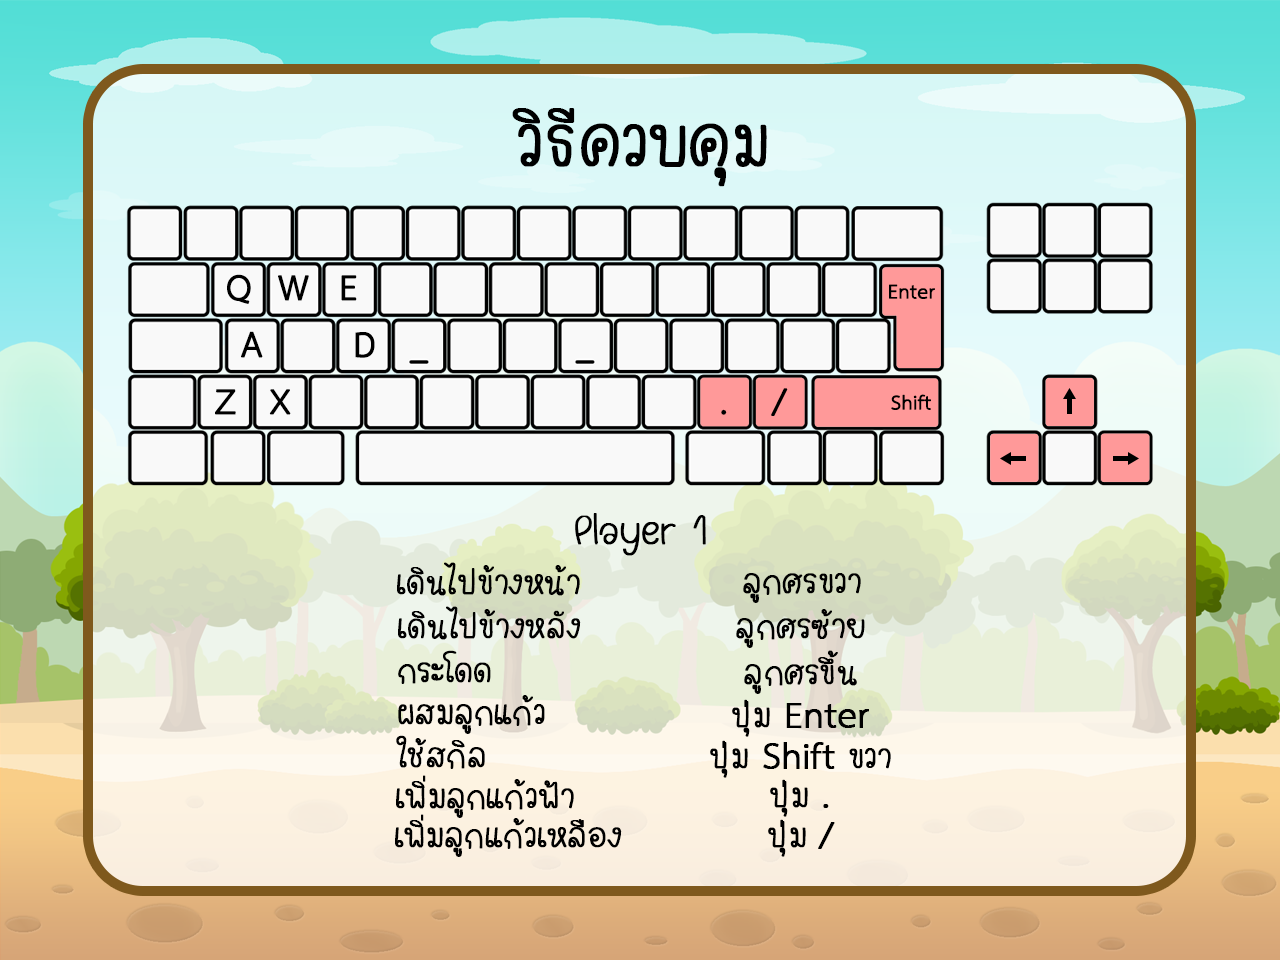 วิธีควบคุม
Q W E Enter
A D _ _
Z X . / Shift
↑
← →
Player 1
เดินไปข้างหน้า ลูกศรขวา
เดินไปข้างหลัง ลูกศรซ้าย
กระโดด ลูกศรขึ้น
ผสมลูกแก้ว ปุ่ม Enter
ใช้สกิล ปุ่ม Shift ขวา
เพิ่มลูกแก้วฟ้า ปุ่ม .
เพิ่มลูกแก้วเหลือง ปุ่ม /